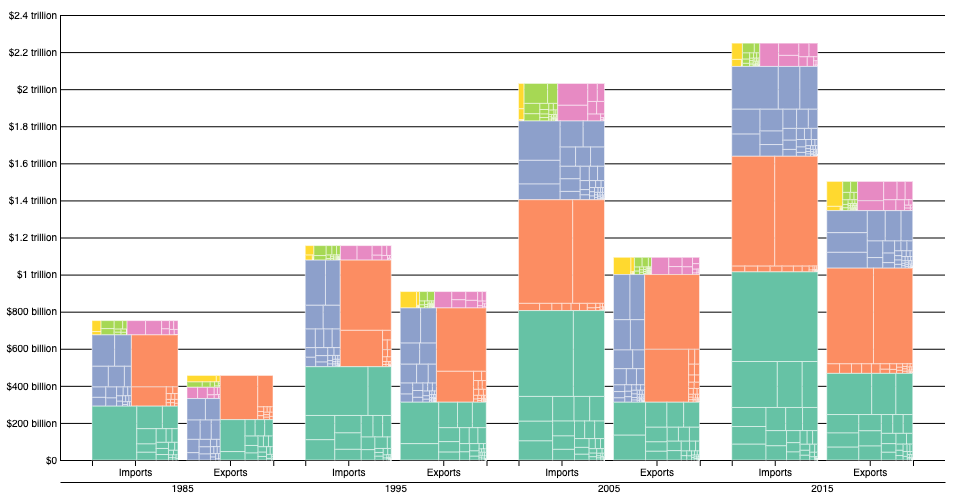 $2.4 trillion
$2.2 trillion
$2 trillion
$1.8 trillion
$1.6 trillion
$1.4 trillion
$1.2 trillion
$1 trillion
$800 billion
$600 billion
$400 billion
$200 billion
$0
Imports Exports Imports Exports Imports Exports Imports Exports
1985 1995 2005 2015